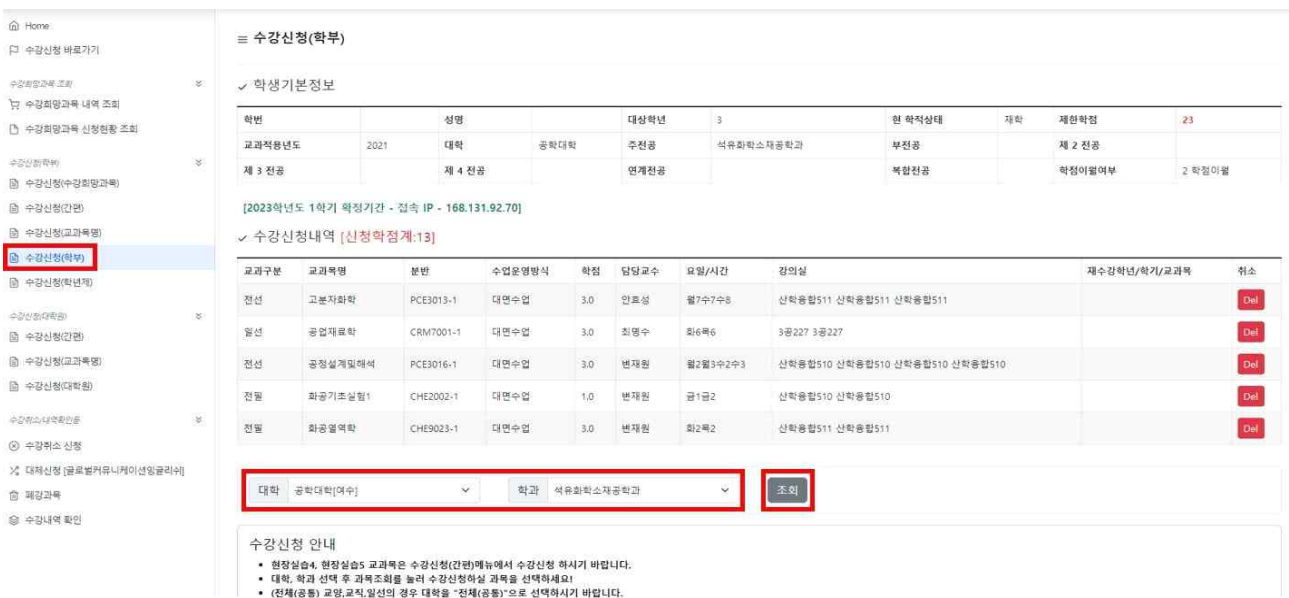 Home
수강신청 바로가기
수강희망과목 조회
수강희망과목 내역 조회
수강희망과목 신청현황 조회
수강신청(학부)
수강신청(수강희망과목)
수강신청(간편)
수강신청(교과목명)
수강신청(학부)
수강신청(학년제)
수강신청(대학원)
수강신청(간편)
수강신청(교과목명)
수강신청(대학원)
수강취소/내역확인등
수강취소 신청
대체신청 [글로벌커뮤니케이션잉글리쉬]
폐강과목
수강내역 확인
수강신청(학부)
학생기본정보
학번 성명 대상학년 3 현 학적상태 재학 제한학점 23
교과적용년도 2021 대학 공학대학 주전공 석유화학소재공학과 부전공 제 2 전공
제 3 전공 제 4 전공 연계전공 복합전공 학점이월여부 2 학점이월
[2023학년도 1학기 확정기간 - 접속 IP - 168.131.92.70]
수강신청내역 [신청학점계:13]
교과구분 교과목명 분반 수업운영방식 학점 담당교수 요일/시간 강의실 재수강학년/학기/교과목 취소
전선 고분자화학 PCE3013-1 대면수업 3.0 안효성 월7수7수8 산학융합511 산학융합511 산학융합511 Del
일선 공업재료학 CRM7001-1 대면수업 3.0 최명수 화6목6 3공227 3공227 Del
전선 공정설계및해석 PCE3016-1 대면수업 3.0 변재원 월2월3수2수3 산학융합510 산학융합510 산학융합510 산학융합510 Del
전필 화공기초실험1 CHE2002-1 대면수업 1.0 변재원 금1금2 산학융합510 산학융합510 Del
전필 화공열역학 CHE9023-1 대면수업 3.0 변재원 화2목2 산학융합511 산학융합511 Del
대학 공학대학[여수] 학과 석유화학소재공학과 조회
수강신청 안내
현장실습4, 현장실습5 교과목은 수강신청(간편)메뉴에서 수강신청 하시기 바랍니다.
대학, 학과 선택 후 과목조회를 눌러 수강신청하실 과목을 선택하세요!
(전체(공통) 교양,교직,일선의 경우 대학을 "전체(공통)"으로 선택하시기 바랍니다.